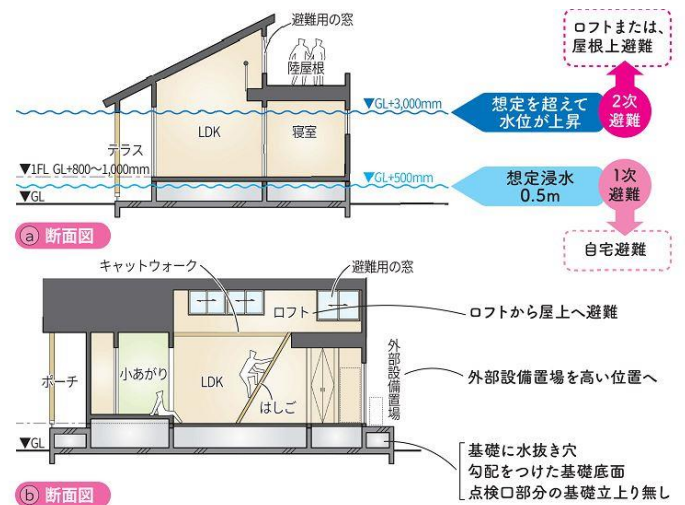 避難用の窓
陸屋根
ロフトまたは、
屋根上避難
▼GL+3,000mm
想定を超えて
水位が上昇
2次
避難
LDK
寝室
テラス
▼1FL GL+800〜1,000mm
▼GL+500mm
想定浸水
0.5m
1次
避難
▼GL
ⓐ 断面図
自宅避難
キャットウォーク
避難用の窓
ロフト
ロフトから屋上へ避難
ポーチ
小あがり
LDK
はしご
外部設備置場
外部設備置場を高い位置へ
▼GL
基礎に水抜き穴
勾配をつけた基礎底面
点検口部分の基礎立上り無し
ⓑ 断面図